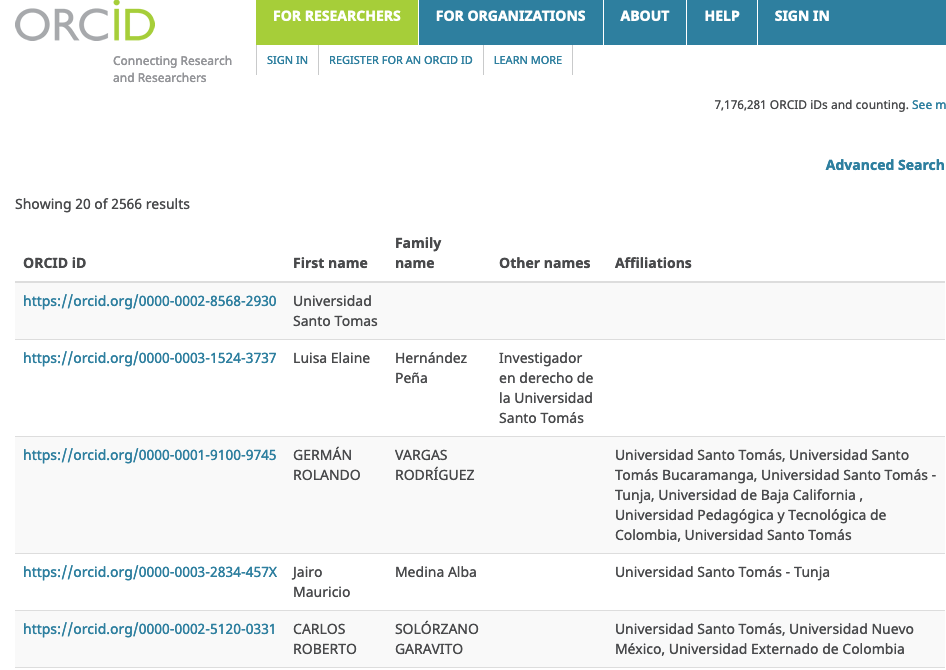 ORCID
Connecting Research
and Researchers
FOR RESEARCHERS FOR ORGANIZATIONS ABOUT HELP SIGN IN
SIGN IN REGISTER FOR AN ORCID ID LEARN MORE
7,176,281 ORCID iDs and counting. See m
Advanced Search
Showing 20 of 2566 results
ORCID iD First name Family name Other names Affiliations
https://orcid.org/0000-0002-8568-2930 Universidad
Santo Tomas
https://orcid.org/0000-0003-1524-3737 Luisa Elaine Hernández Investigador
Peña en derecho de
la Universidad
Santo Tomás
https://orcid.org/0000-0001-9100-9745 GERMÁN VARGAS Universidad Santo Tomás, Universidad Santo
ROLANDO RODRÍGUEZ Tomás Bucaramanga, Universidad Santo Tomás -
Tunja, Universidad de Baja California ,
Universidad Pedagógica y Tecnológica de
Colombia, Universidad Santo Tomás
https://orcid.org/0000-0003-2834-457X Jairo Medina Alba Universidad Santo Tomás - Tunja
Mauricio
https://orcid.org/0000-0002-5120-0331 CARLOS SOLÓRZANO Universidad Santo Tomás, Universidad Nuevo
ROBERTO GARAVITO México, Universidad Externado de Colombia